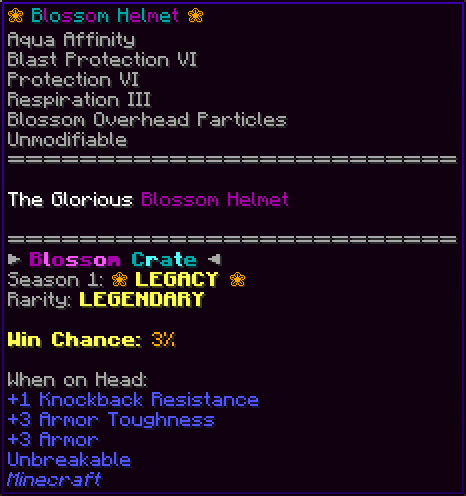 Blossom Helmet
Aqua Affinity
Blast Protection VI
Protection VI
Respiration III
Blossom Overhead Particles
Unmodifiable
============================
The Glorious Blossom Helmet
============================
Blossom Crate
Season 1: LEGACY
Rarity: LEGENDARY
Win Chance: 3%
When on Head:
+1 Knockback Resistance
+3 Armor Toughness
+3 Armor
Unbreakable
Minecraft